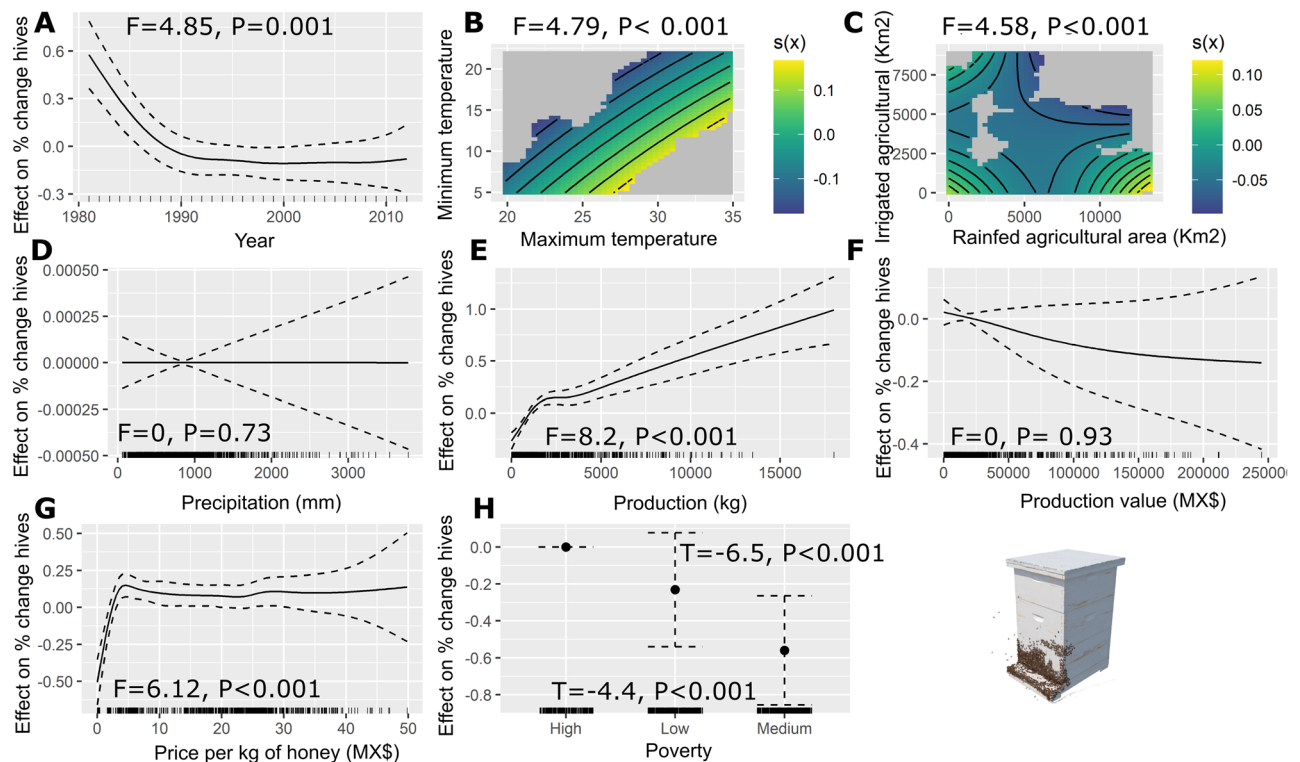 A
F=4.85, P=0.001
Effect on % change hives
0.6
0.3
0.0
-0.3
1980
1990
2000
2010
Year
B
F=4.79, P< 0.001
Minimum temperature
20
15
10
5
20
25
30
35
Maximum temperature
s(x)
0.1
0.0
-0.1
C
F=4.58, P<0.001
Irrigated agricultural (Km2)
7500
5000
2500
0
0
5000
10000
Rainfed agricultural area (Km2)
s(x)
0.10
0.05
0.00
-0.05
D
Effect on % change hives
0.00050
0.00025
0.00000
-0.00025
-0.00050
F=0, P=0.73
0
1000
2000
3000
Precipitation (mm)
E
Effect on % change hives
1.0
0.5
0.0
F=8.2, P<0.001
0
5000
10000
15000
Production (kg)
F
Effect on % change hives
0.0
-0.2
-0.4
F=0, P= 0.93
0
50000
100000
150000
200000
Production value (MX$)
G
Effect on % change hives
0.50
0.25
0.00
-0.25
-0.50
F=6.12, P<0.001
0
10
20
30
40
50
Price per kg of honey (MX$)
H
Effect on % change hives
0.0
-0.2
-0.4
-0.6
-0.8
T=-6.5, P<0.001
T=-4.4, P<0.001
High
Low
Medium
Poverty